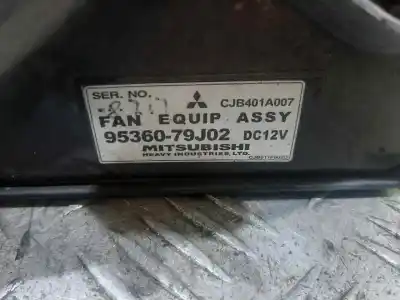 SER. NO.
CJB401A007
FAN EQUIP ASSY
95360-79J02 DC12V
MITSUBISHI
HEAVY INDUSTRIES, LTD.